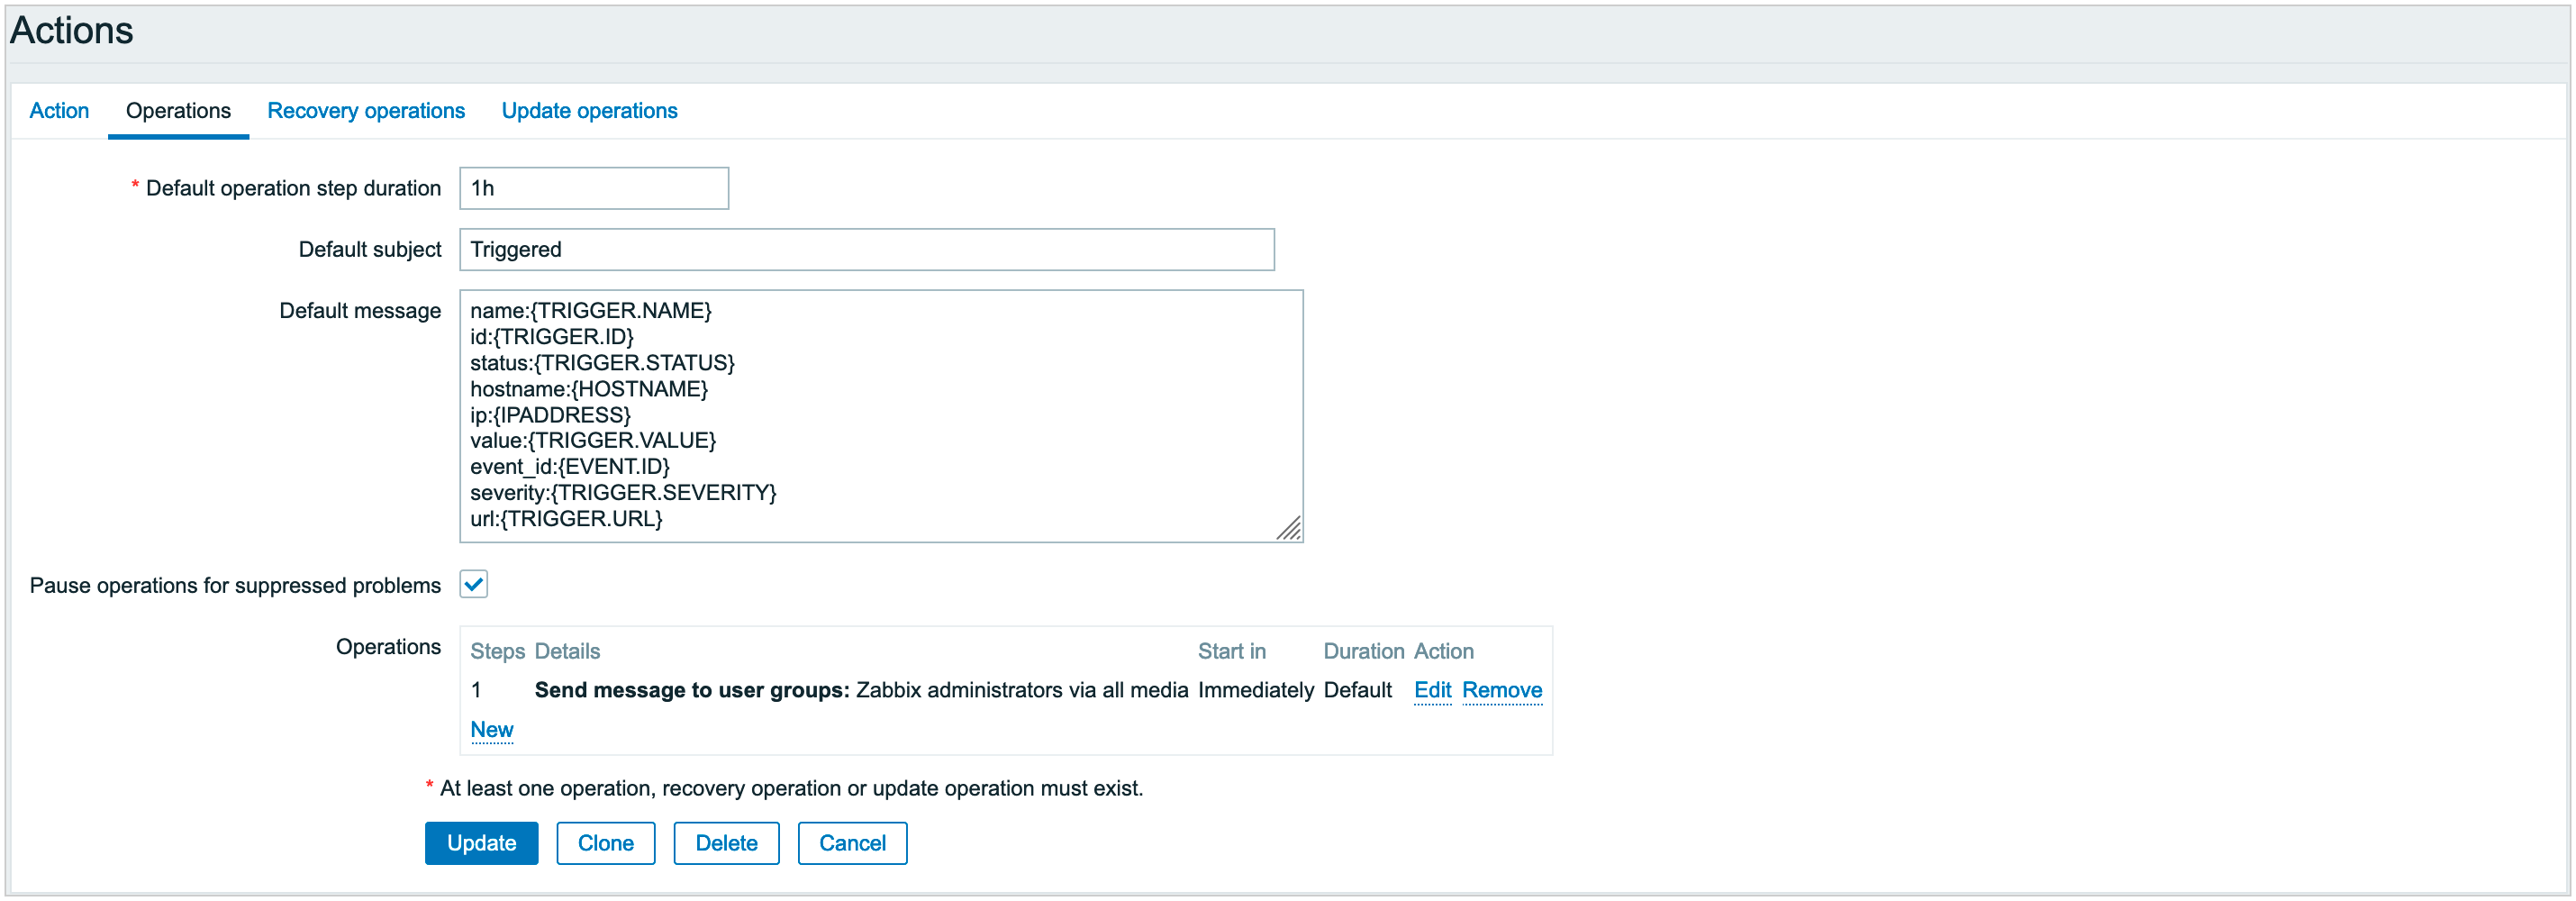 Actions
Action Operations Recovery operations Update operations
* Default operation step duration 1h
Default subject Triggered
Default message name:{TRIGGER.NAME}
id:{TRIGGER.ID}
status:{TRIGGER.STATUS}
hostname:{HOSTNAME}
ip:{IPADDRESS}
value:{TRIGGER.VALUE}
event_id:{EVENT.ID}
severity:{TRIGGER.SEVERITY}
url:{TRIGGER.URL}
Pause operations for suppressed problems
Operations Steps Details Start in Duration Action
1 Send message to user groups: Zabbix administrators via all media Immediately Default Edit Remove
New
* At least one operation, recovery operation or update operation must exist.
Update Clone Delete Cancel